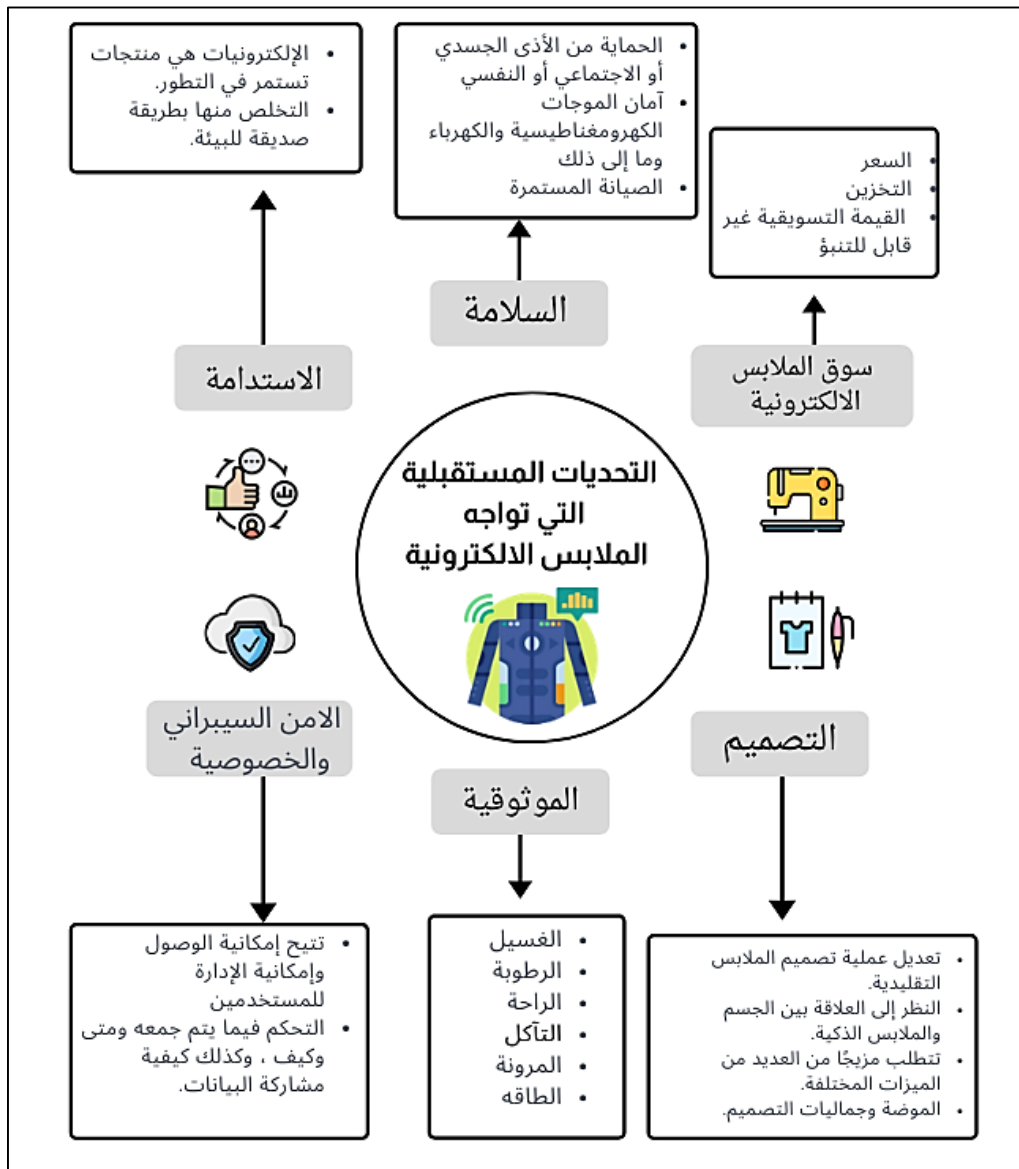 الحماية من الأذى الجسدي
أو الاجتماعي أو النفسي
آمان الموجات
الكهرومغناطيسية والكهرباء
وما إلى ذلك
الصيانة المستمرة
السلامة
السعر
التخزين
القيمة التسويقية غير
قابل للتنبؤ
سوق الملابس
الالكترونية
الإلكترونيات هي منتجات
تستمر في التطور.
التخلص منها بطريقة
صديقة للبيئة.
الاستدامة
التحديات المستقبلية
التي تواجه
الملابس الالكترونية
التصميم
تعديل عملية تصميم الملابس
التقليدية.
النظر إلى العلاقة بين الجسم
والملابس الذكية.
تتطلب مزيجًا من العديد من
الميزات المختلفة.
الموضة وجماليات التصميم.
الموثوقية
الغسيل
الرطوبة
الراحة
التآكل
المرونة
الطاقه
الامن السيبراني
والخصوصية
تتيح إمكانية الوصول
وإمكانية الإدارة
للمستخدمين
التحكم فيما يتم جمعه ومتى
وكيف ، وكذلك كيفية
مشاركة البيانات.